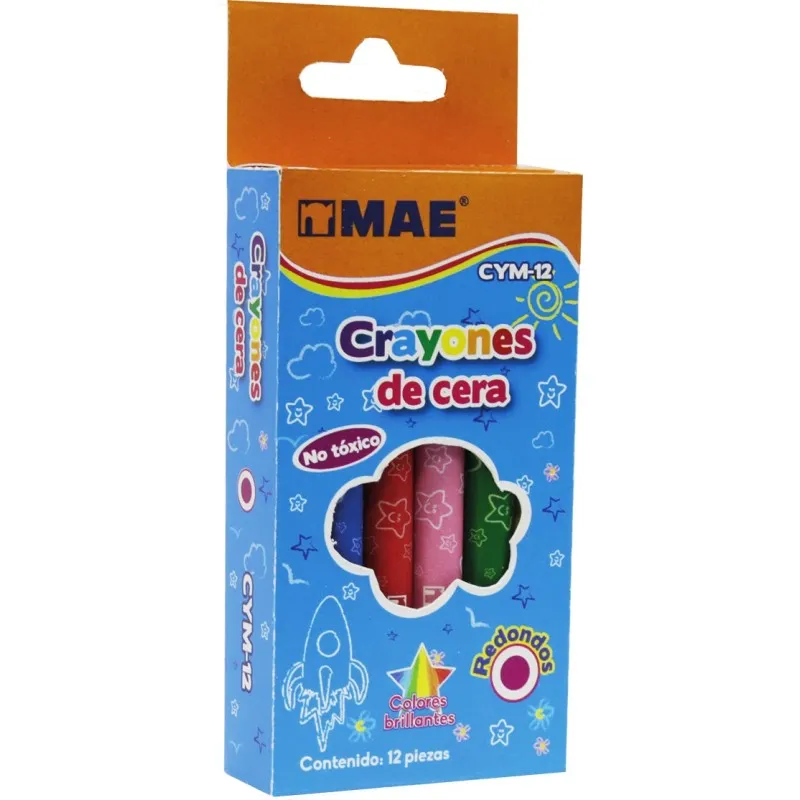 MAE®
CYM-12
Crayones
de cera
No tóxico
Redondos
Colores
brillantes
Contenido: 12 piezas
Crayones
de cera
CYM-12